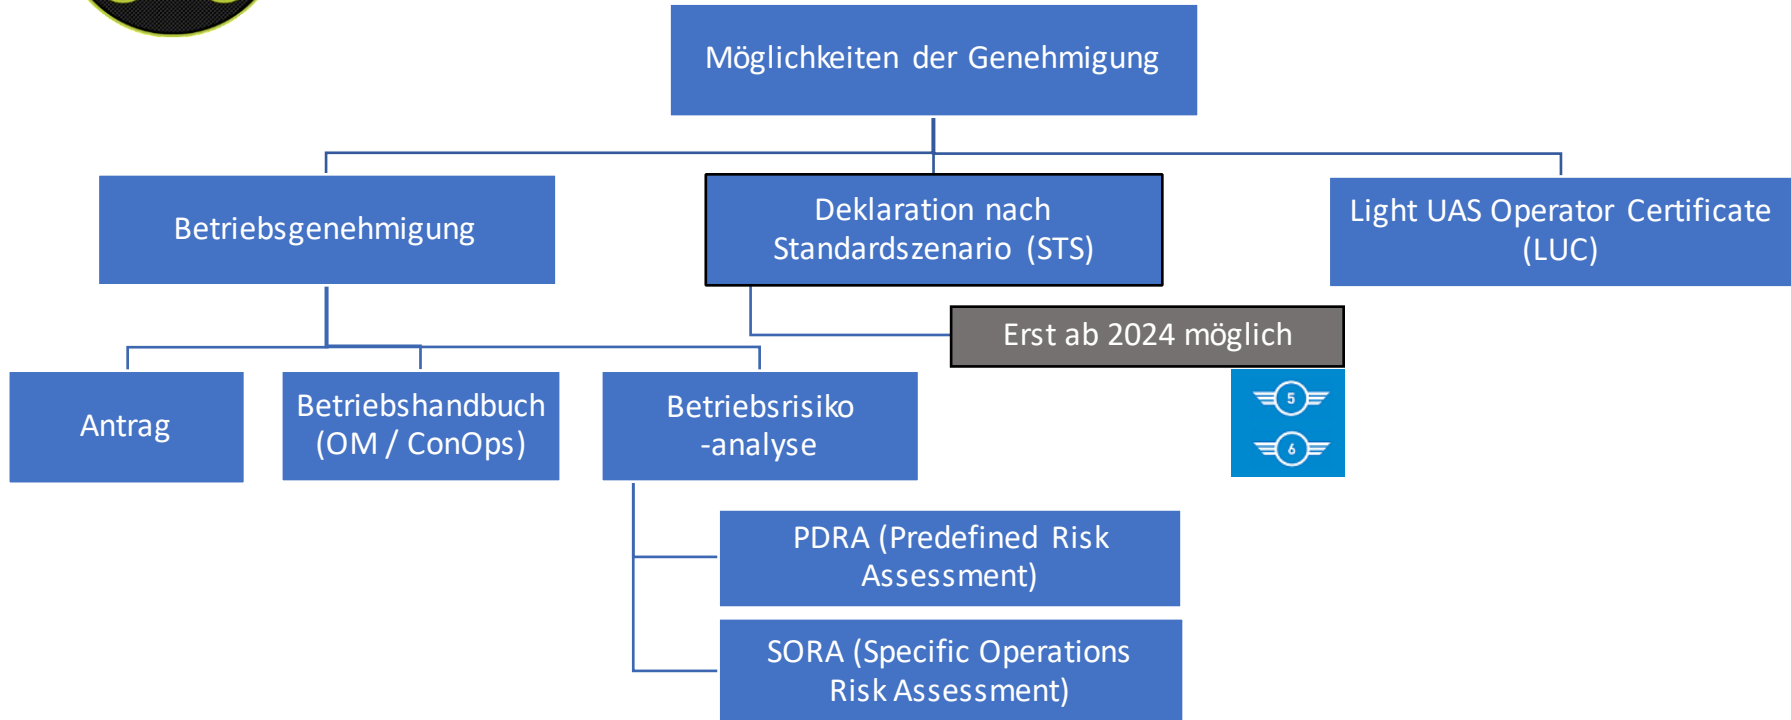 Möglichkeiten der Genehmigung
Betriebsgenehmigung
Deklaration nach
Standardszenario (STS)
Light UAS Operator Certificate
(LUC)
Erst ab 2024 möglich
5
6
Antrag
Betriebshandbuch
(OM / ConOps)
Betriebsrisiko
-analyse
PDRA (Predefined Risk
Assessment)
SORA (Specific Operations
Risk Assessment)